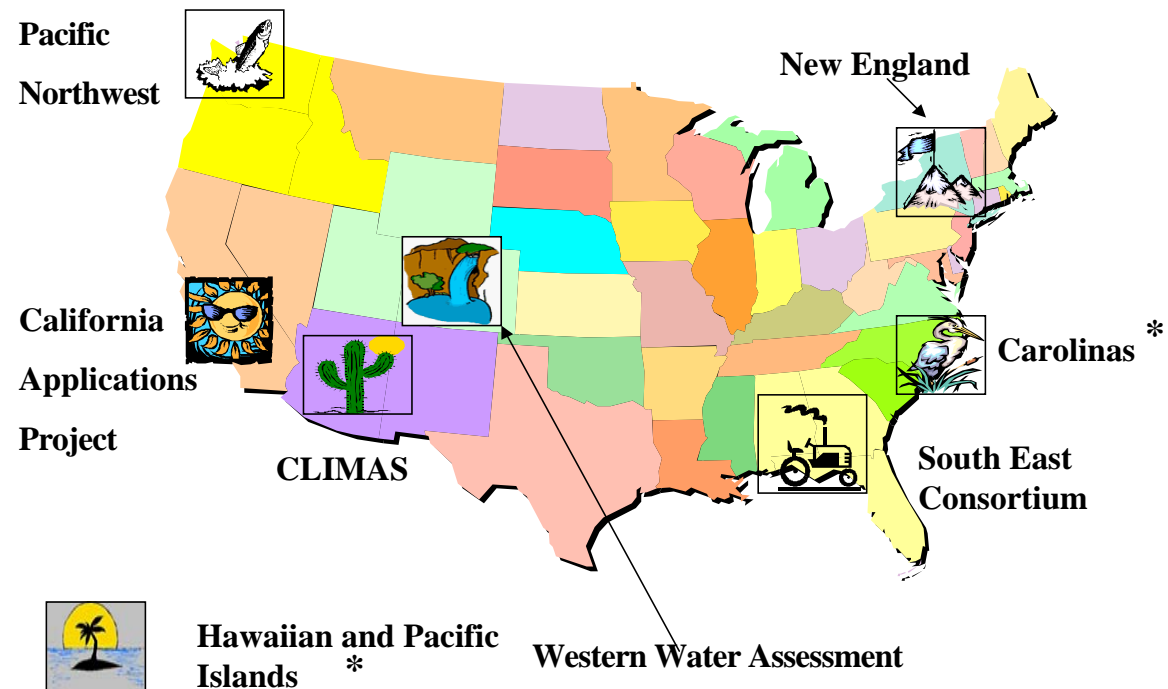 Pacific
Northwest
New England
California
Applications
Project
Carolinas *
CLIMAS
South East
Consortium
Hawaiian and Pacific
Islands *
Western Water Assessment